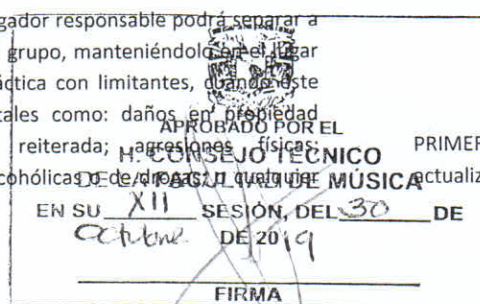 gador responsable podrá separar a
grupo, manteniéndolo en el lugar
áctica con limitantes, cuando este
tales como: daños en propiedad
APROBADO POR EL
reiterada; agresiones físicas;
PRIMER
H. CONSEJO TÉCNICO
cohólicas o de drogas; o cualquier
actualiz
DE LA FACULTAD DE MÚSICA
EN SU XII SESIÓN, DEL 30 DE
Octubre DE 2019
FIRMA